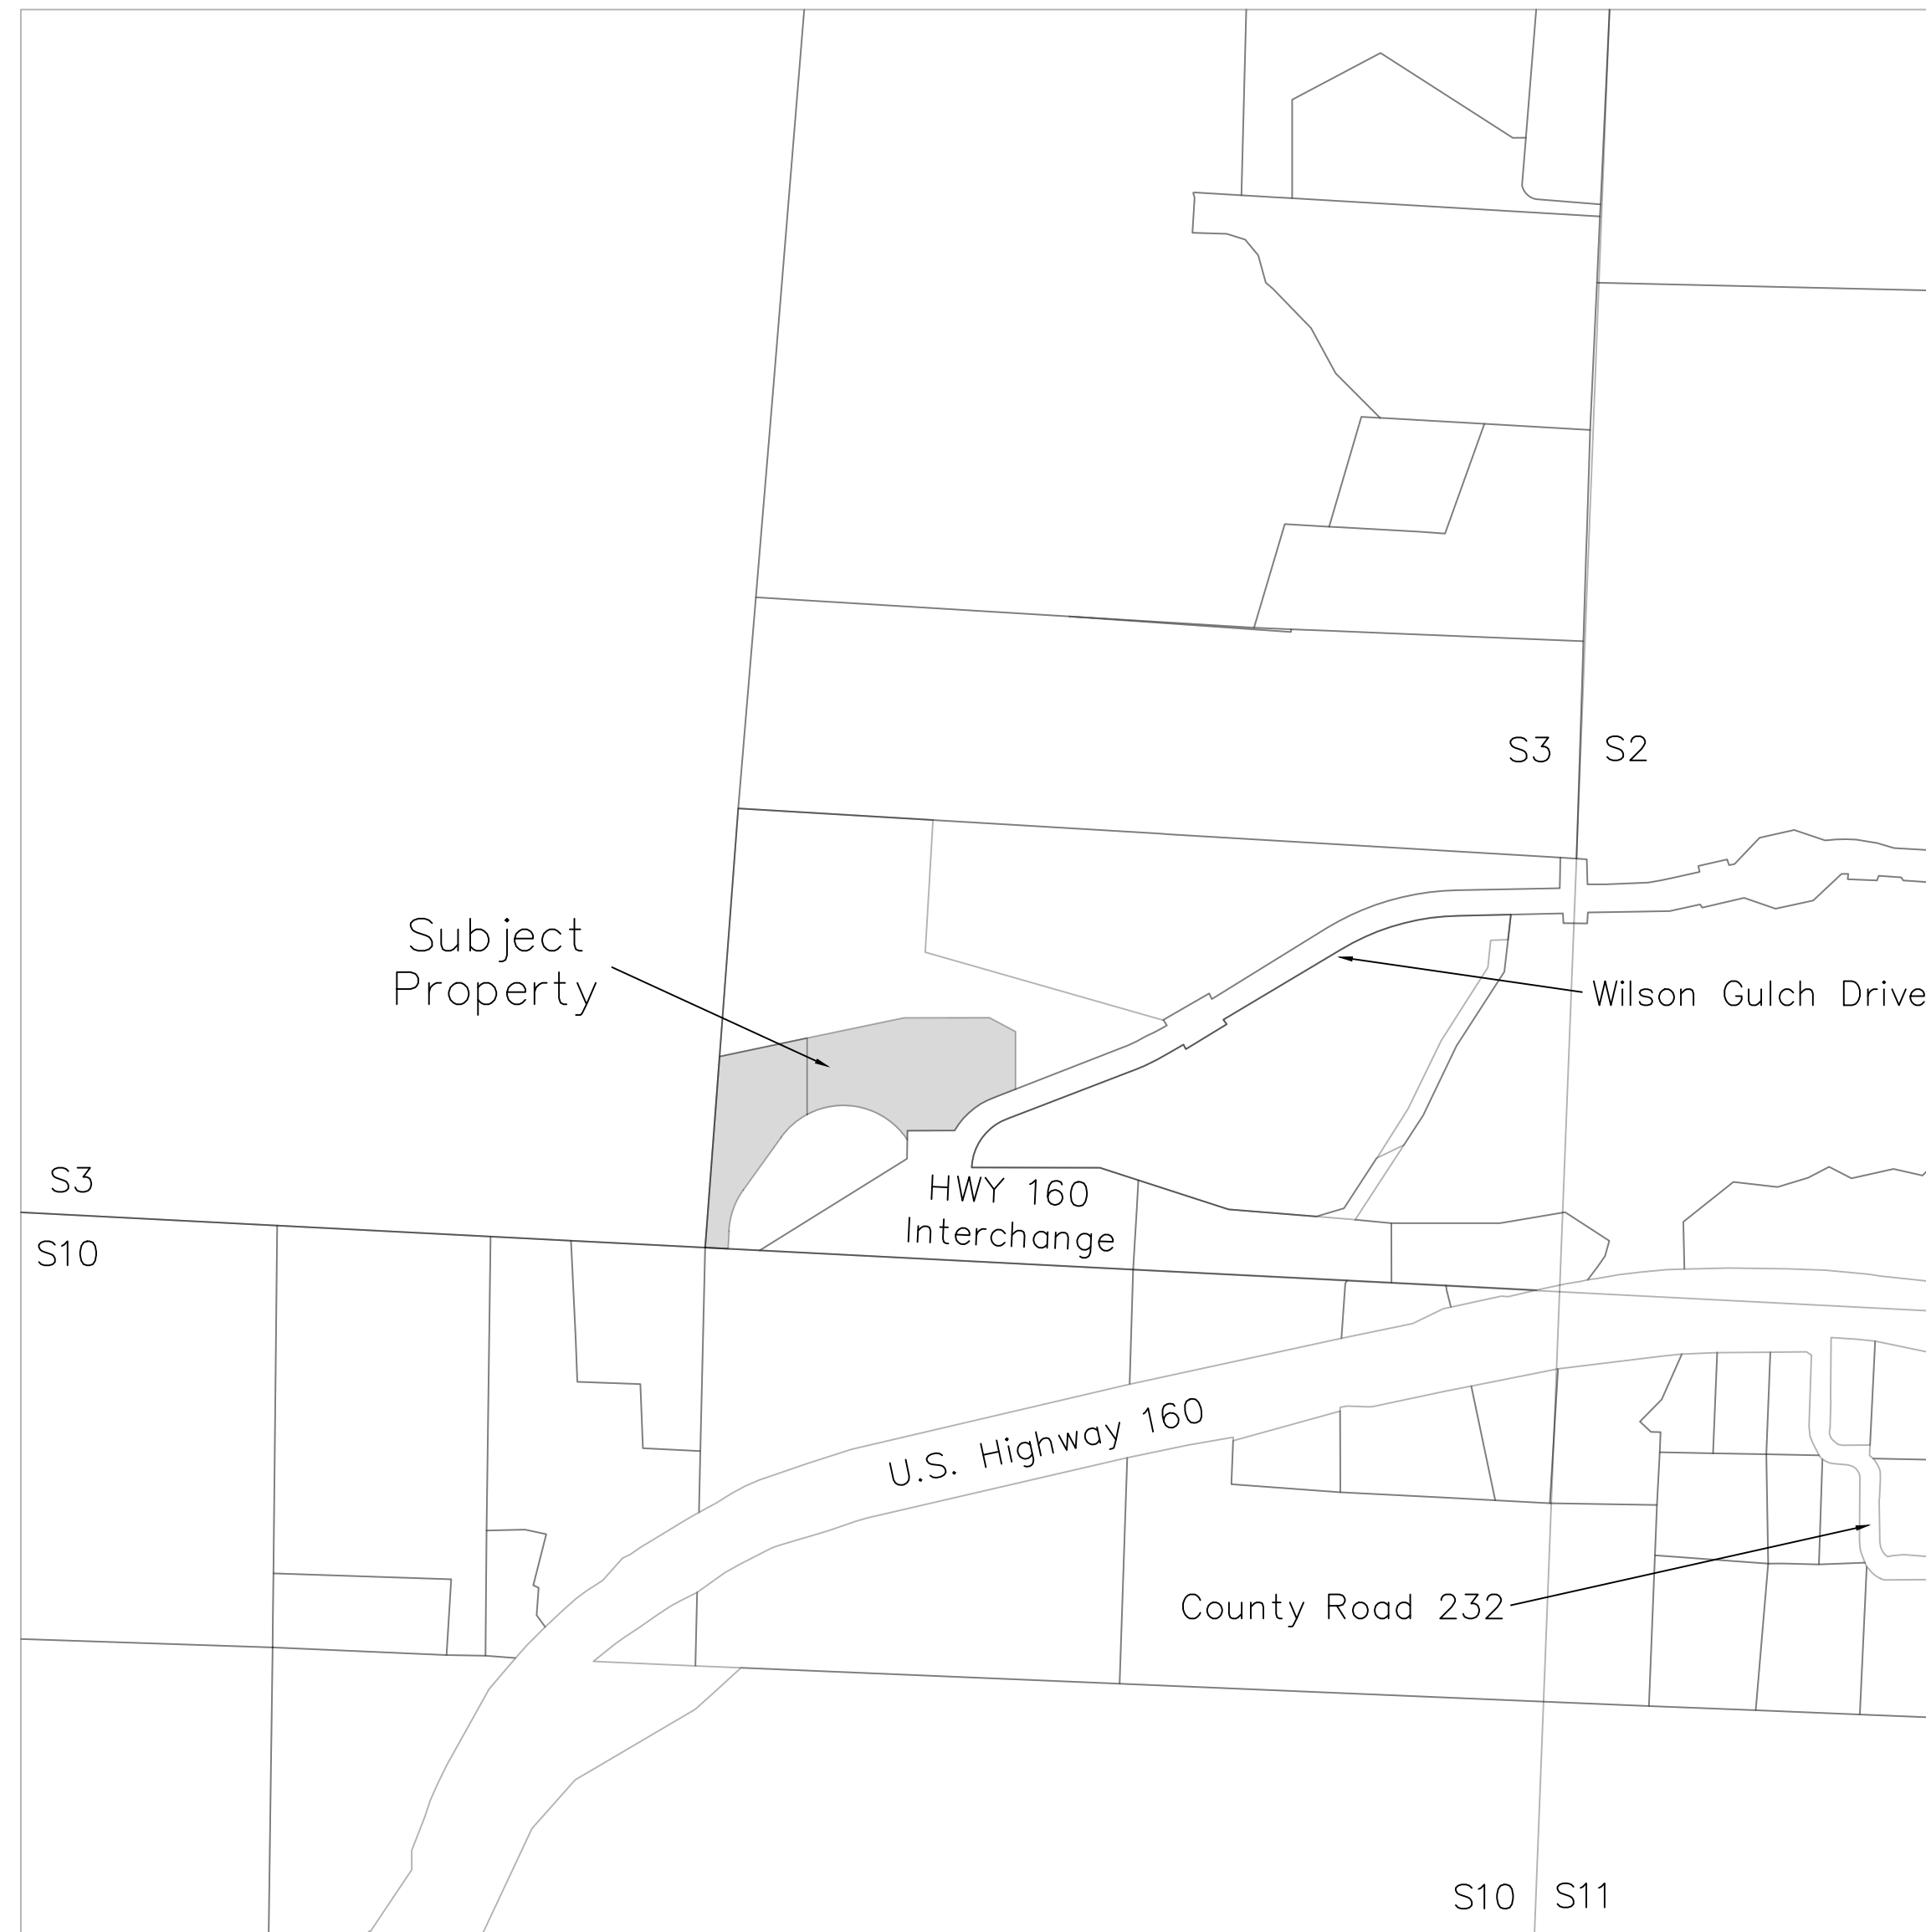 S3 S2
Subject
Property
Wilson Gulch Drive
S3
HWY 160
Interchange
S10
U.S. Highway 160
County Road 232
S10 S11